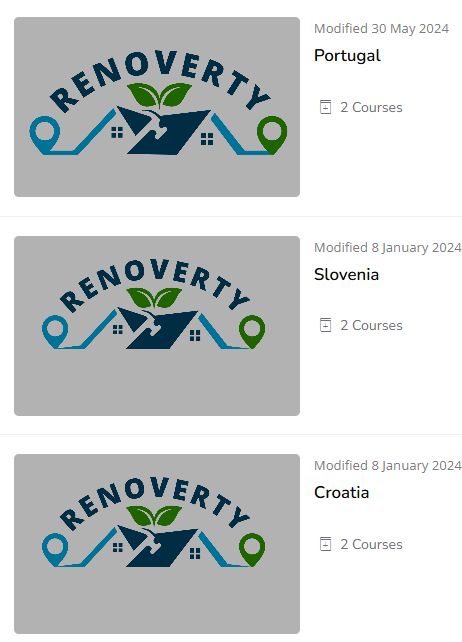 RENOVERTY
Modified 30 May 2024
Portugal
2 Courses
RENOVERTY
Modified 8 January 2024
Slovenia
2 Courses
RENOVERTY
Modified 8 January 2024
Croatia
2 Courses